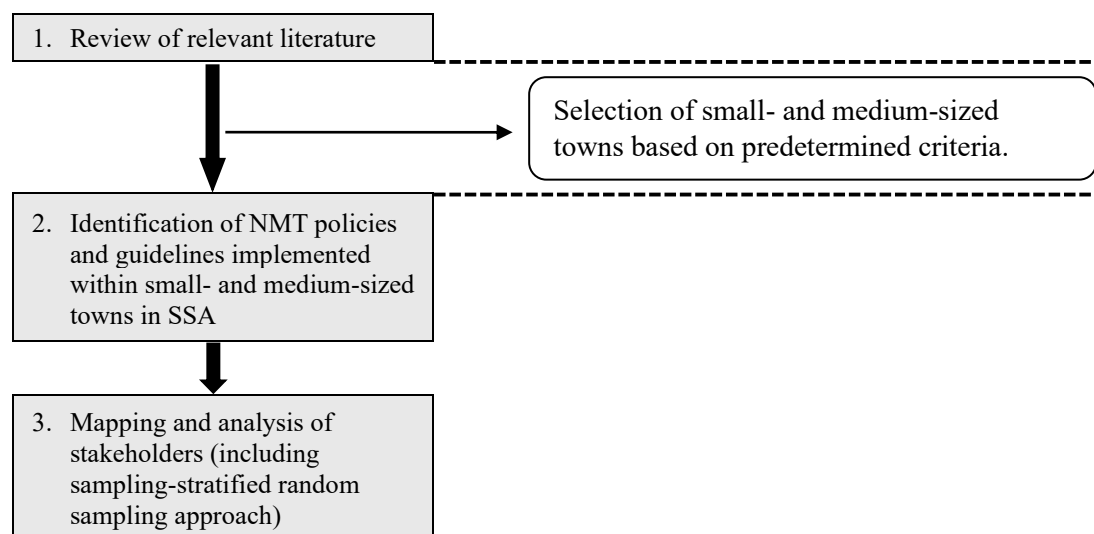 1. Review of relevant literature
Selection of small- and medium-sized
towns based on predetermined criteria.
2. Identification of NMT policies
and guidelines implemented
within small- and medium-sized
towns in SSA
3. Mapping and analysis of
stakeholders (including
sampling-stratified random
sampling approach)